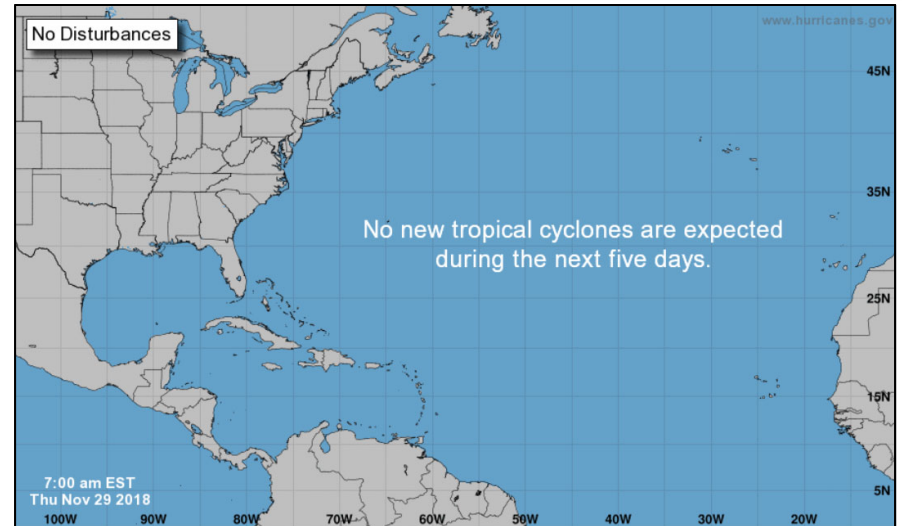 No Disturbances
www.hurricanes.gov
45N
35N
No new tropical cyclones are expected
during the next five days.
25N
15N
7:00 am EST
Thu Nov 29 2018
5N
100W 90W 80W 70W 60W 50W 40W 30W 20W